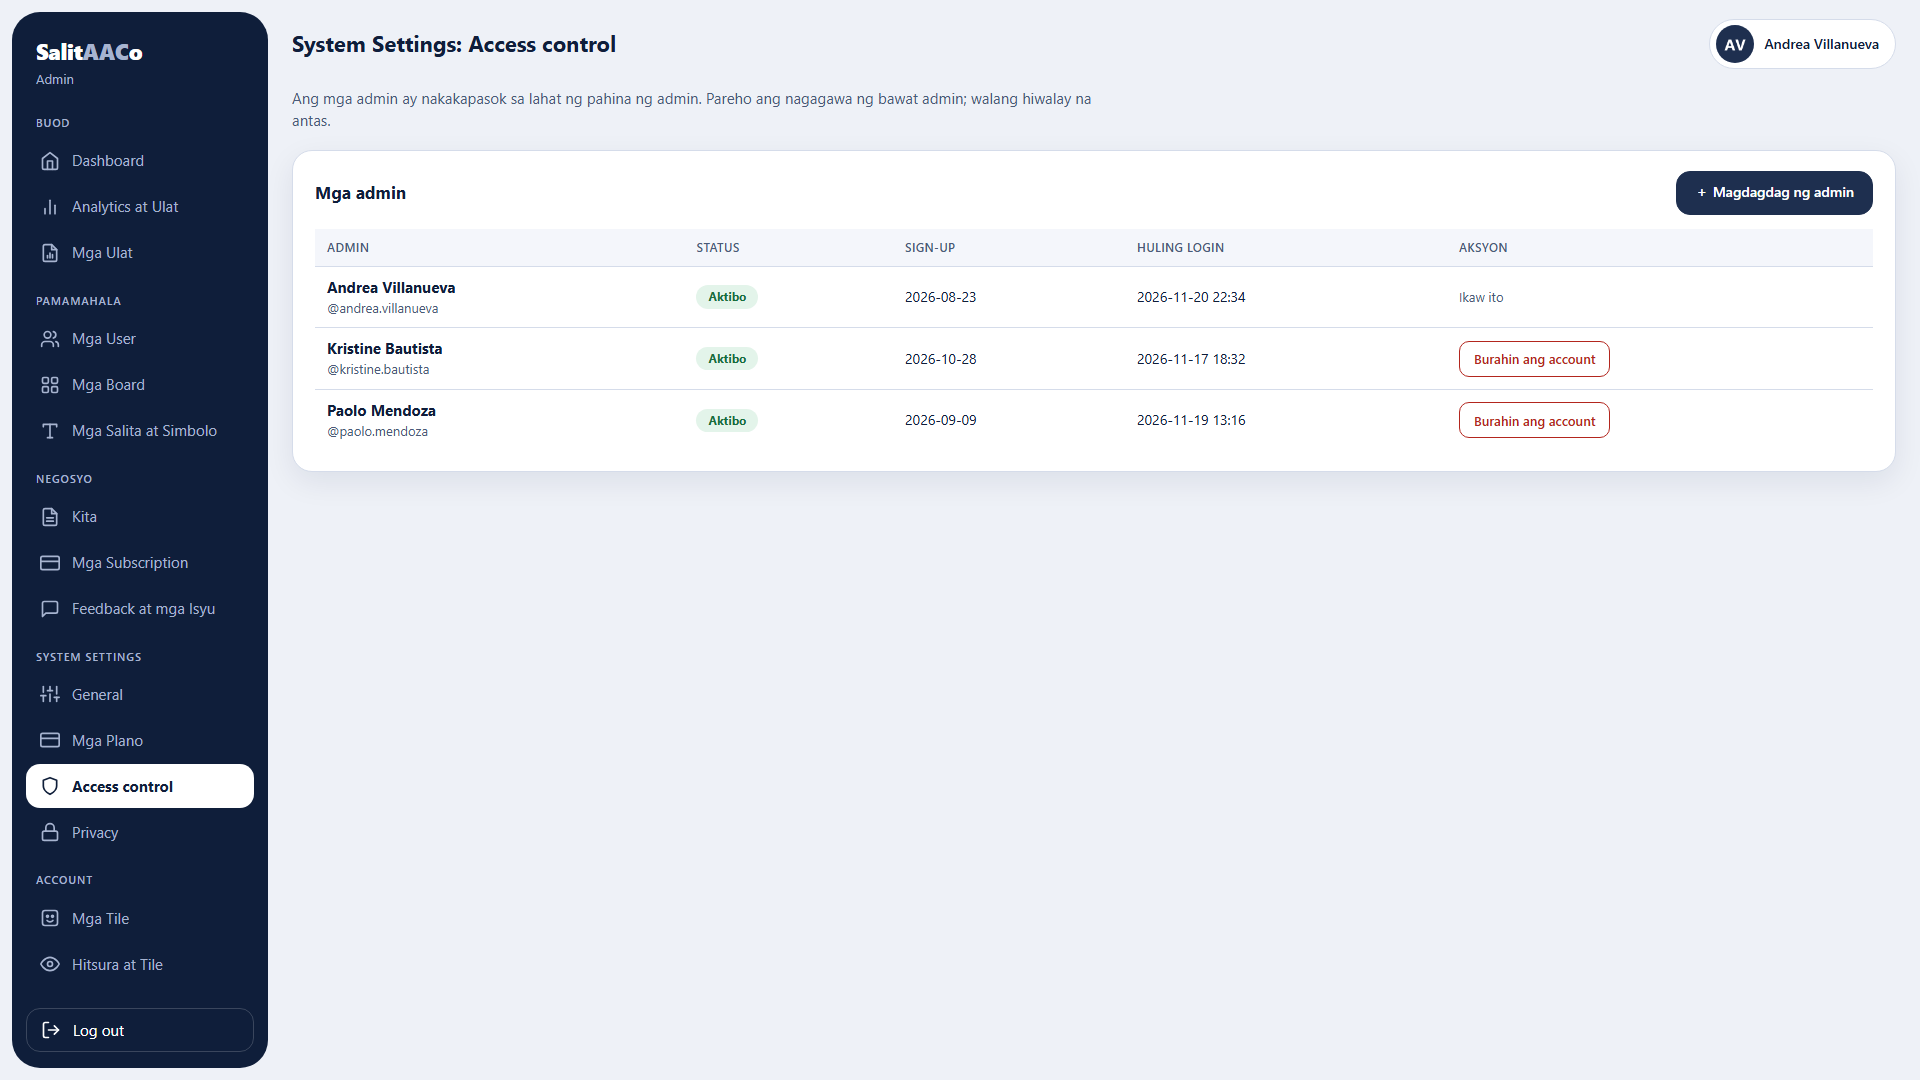 SalitAACo
Admin
BUOD
Dashboard
Analytics at Ulat
Mga Ulat
PAMAMAHALA
Mga User
Mga Board
Mga Salita at Simbolo
NEGOSYO
Kita
Mga Subscription
Feedback at mga Isyu
SYSTEM SETTINGS
General
Mga Plano
Access control
Privacy
ACCOUNT
Mga Tile
Hitsura at Tile
Log out
System Settings: Access control
AV Andrea Villanueva
Ang mga admin ay nakakapasok sa lahat ng pahina ng admin. Pareho ang nagagawa ng bawat admin; walang hiwalay na
antas.
Mga admin
+ Magdagdag ng admin
ADMIN STATUS SIGN-UP HULING LOGIN AKSYON
Andrea Villanueva
@andrea.villanueva
Aktibo 2026-08-23 2026-11-20 22:34 Ikaw ito
Kristine Bautista
@kristine.bautista
Aktibo 2026-10-28 2026-11-17 18:32 Burahin ang account
Paolo Mendoza
@paolo.mendoza
Aktibo 2026-09-09 2026-11-19 13:16 Burahin ang account